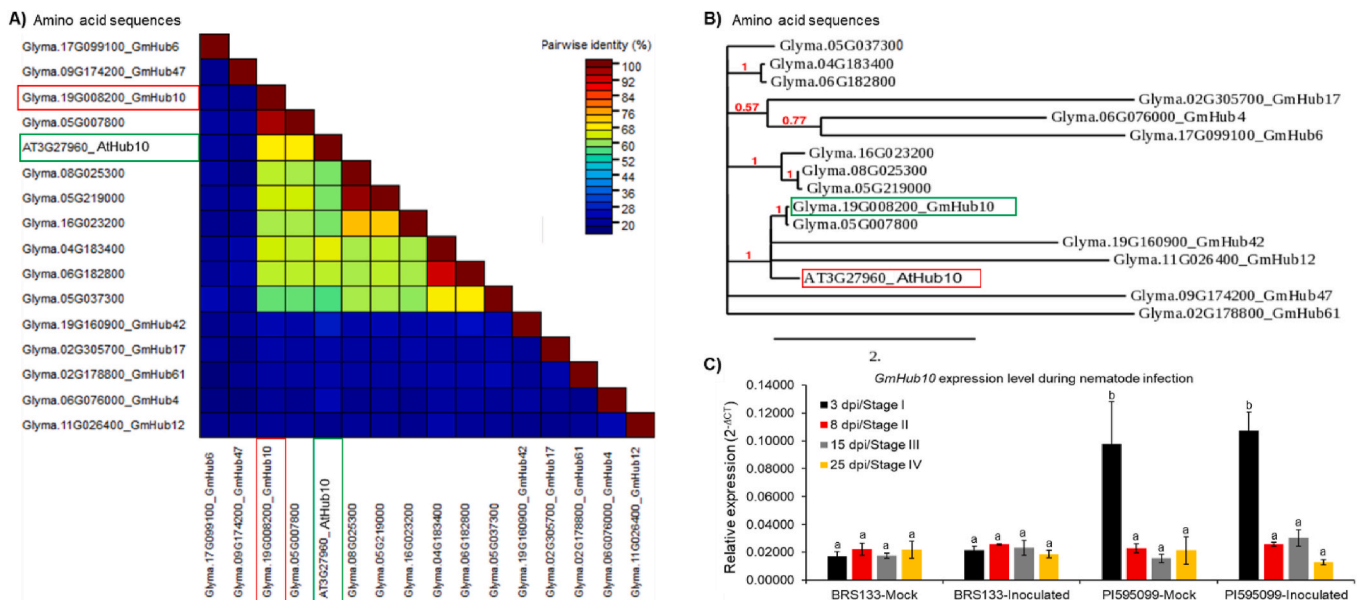 A) Amino acid sequences
Glyma.17G099100_GmHub6
Glyma.09G174200_GmHub47
Glyma.19G008200_GmHub10
Glyma.05G007800
AT3G27960_AtHub10
Glyma.08G025300
Glyma.05G219000
Glyma.16G023200
Glyma.04G183400
Glyma.06G182800
Glyma.05G037300
Glyma.19G160900_GmHub42
Glyma.02G305700_GmHub17
Glyma.02G178800_GmHub61
Glyma.06G076000_GmHub4
Glyma.11G026400_GmHub12
Pairwise identity (%)
100
92
84
76
68
60
52
44
36
28
20
Glyma.17G099100_GmHub6
Glyma.09G174200_GmHub47
Glyma.19G008200_GmHub10
Glyma.05G007800
AT3G27960_AtHub10
Glyma.08G025300
Glyma.05G219000
Glyma.16G023200
Glyma.04G183400
Glyma.06G182800
Glyma.05G037300
Glyma.19G160900_GmHub42
Glyma.02G305700_GmHub17
Glyma.02G178800_GmHub61
Glyma.06G076000_GmHub4
Glyma.11G026400_GmHub12
B) Amino acid sequences
Glyma.05G037300
1
Glyma.04G183400
Glyma.06G182800
0.57
Glyma.02G305700_GmHub17
0.77
Glyma.06G076000_GmHub4
Glyma.17G099100_GmHub6
1
Glyma.16G023200
1
Glyma.08G025300
Glyma.05G219000
1
Glyma.19G008200_GmHub10
Glyma.05G007800
1
Glyma.19G160900_GmHub42
Glyma.11G026400_GmHub12
AT3G27960_AtHub10
Glyma.09G174200_GmHub47
Glyma.02G178800_GmHub61
2.
C) GmHub10 expression level during nematode infection
Relative expression (2-ΔCT)
0.14000
0.12000
0.10000
0.08000
0.06000
0.04000
0.02000
0.00000
3 dpi/Stage I
8 dpi/Stage II
15 dpi/Stage III
25 dpi/Stage IV
a a a a
a a a a
b a a a
b a a a
BRS133-Mock BRS133-Inoculated PI595099-Mock PI595099-Inoculated